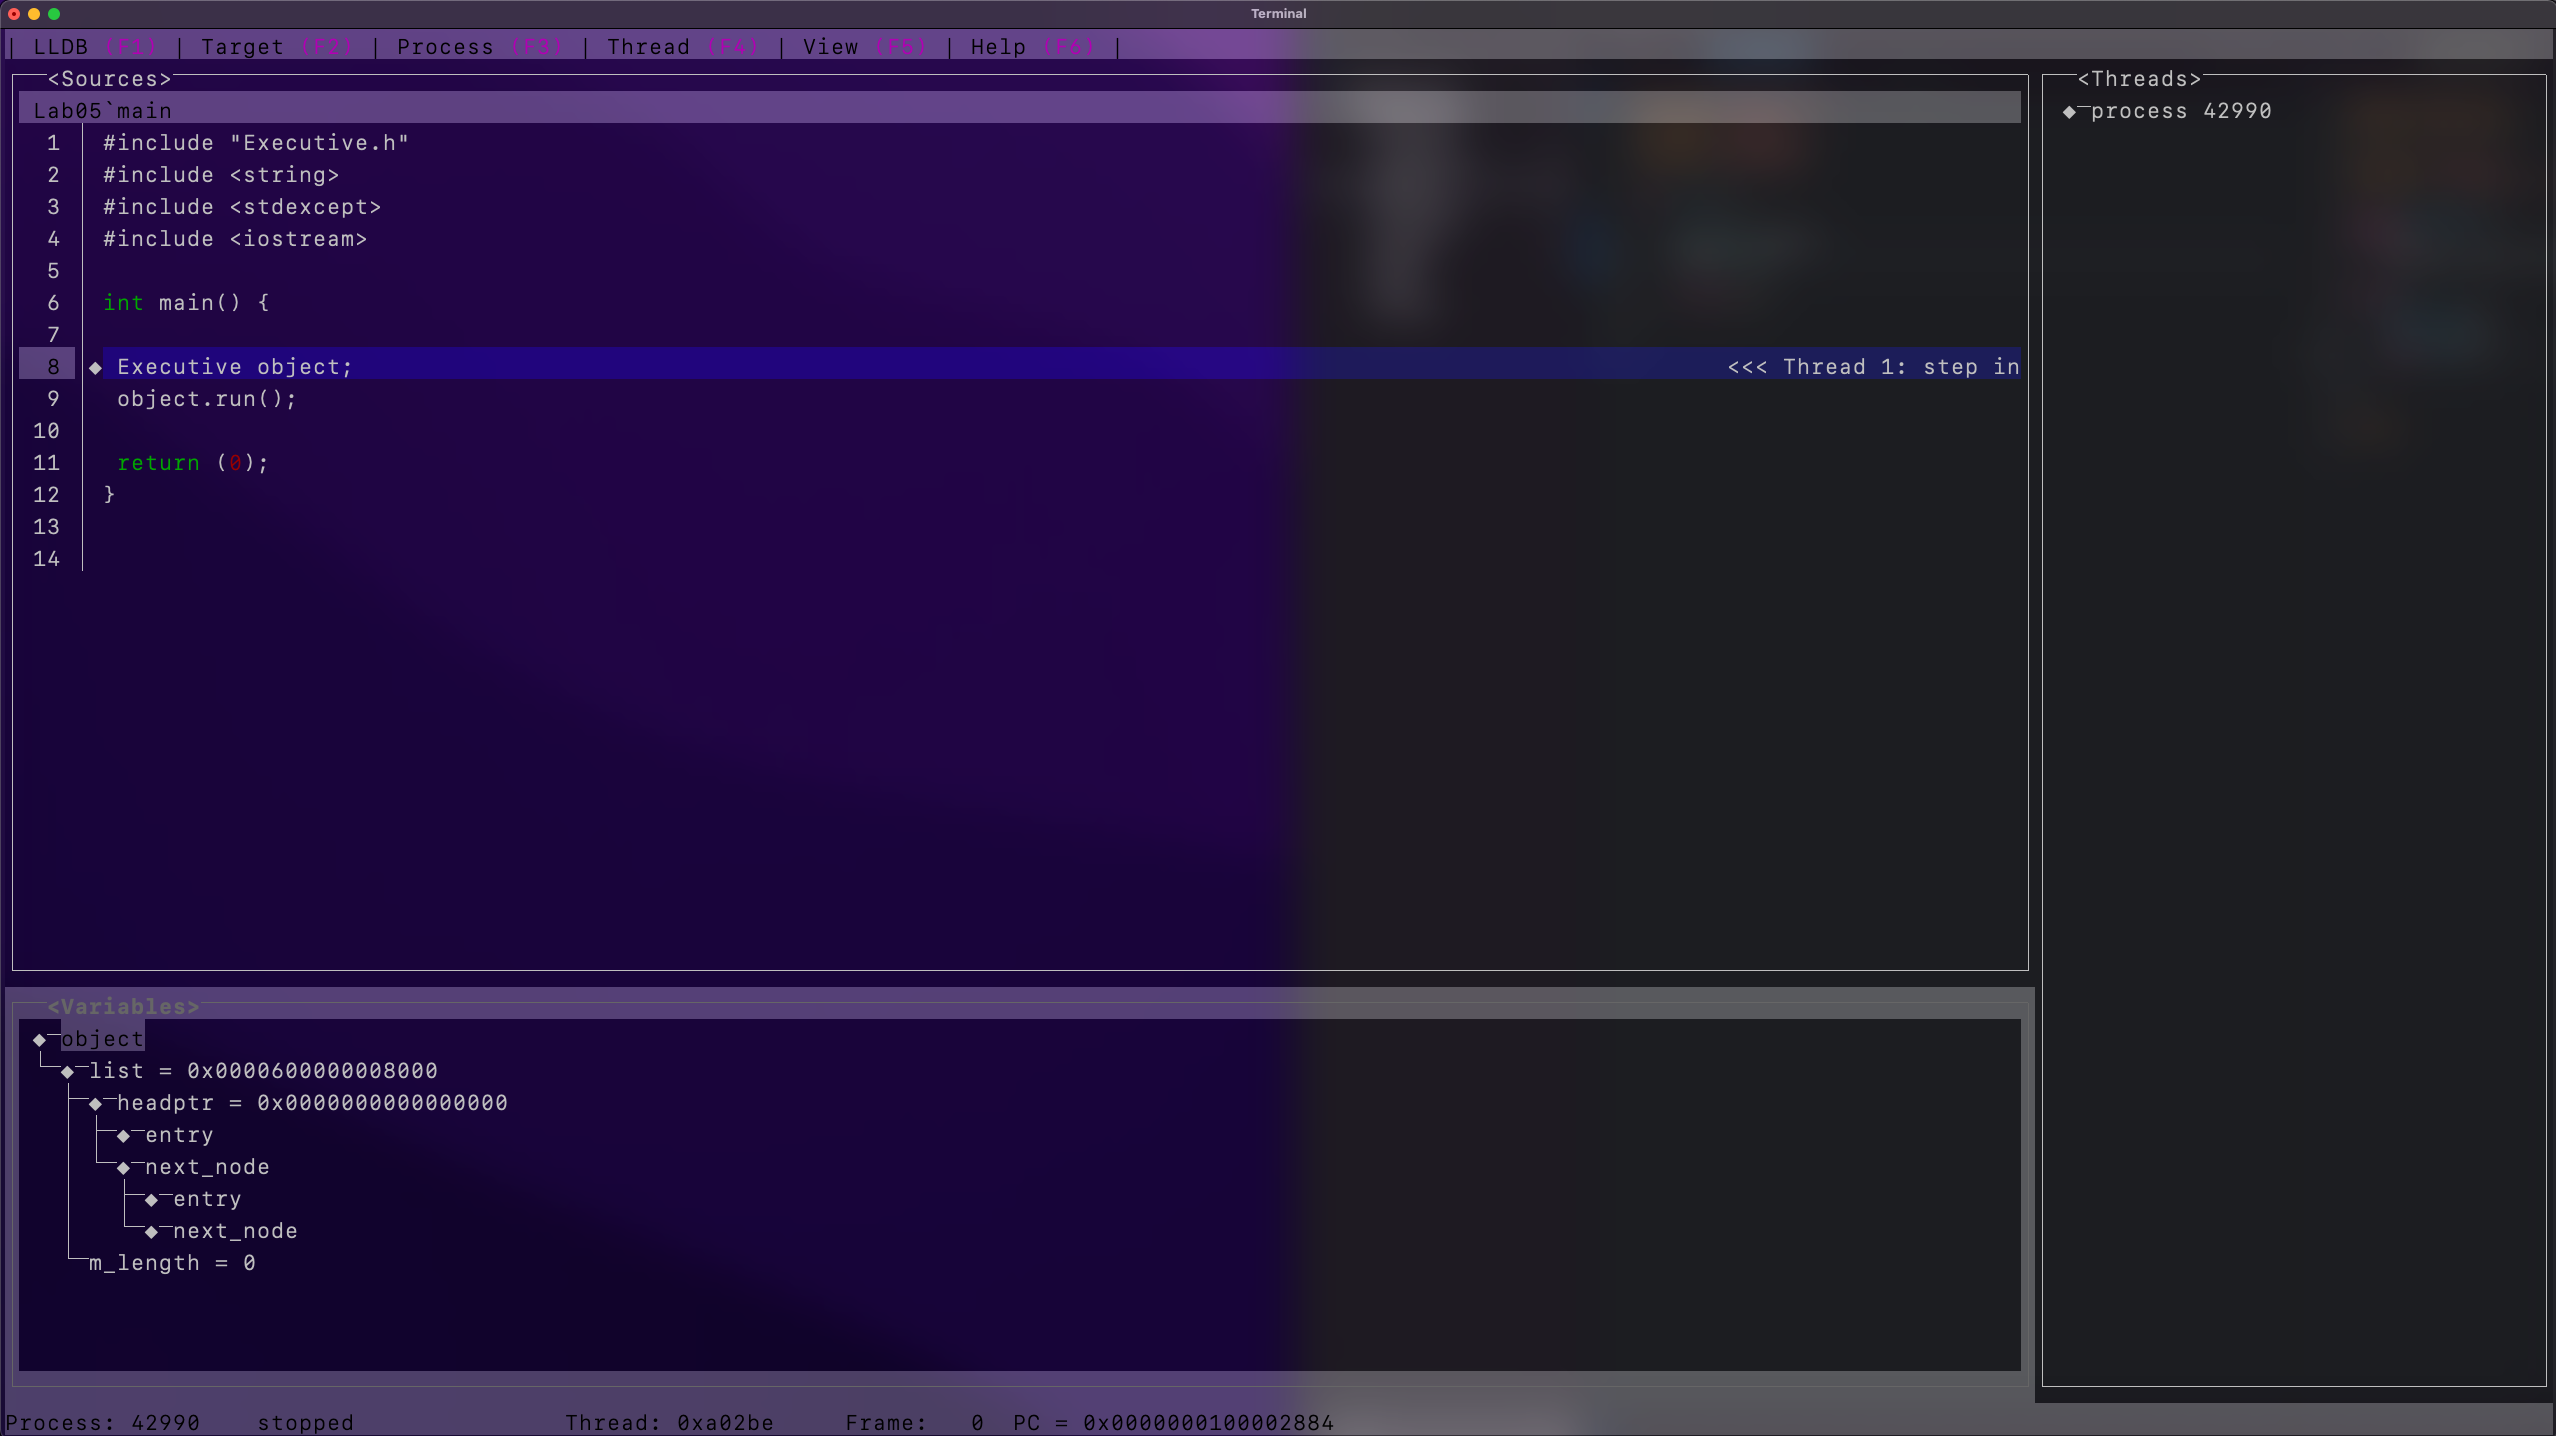 Terminal
| LLDB (F1) | Target (F2) | Process (F3) | Thread (F4) | View (F5) | Help (F6) |
<Sources>
Lab05`main
1 #include "Executive.h"
2 #include <string>
3 #include <stdexcept>
4 #include <iostream>
5
6 int main() {
7
8 ◆ Executive object; <<< Thread 1: step in
9 object.run();
10
11 return (0);
12 }
13
14
<Threads>
◆─process 42990
<Variables>
◆─object
└─◆─list = 0x0000600000008000
├─◆─headptr = 0x0000000000000000
│ ├─◆─entry
│ └─◆─next_node
│ ├─◆─entry
│ └─◆─next_node
└─m_length = 0
Process: 42990 stopped Thread: 0xa02be Frame: 0 PC = 0x0000000100002884